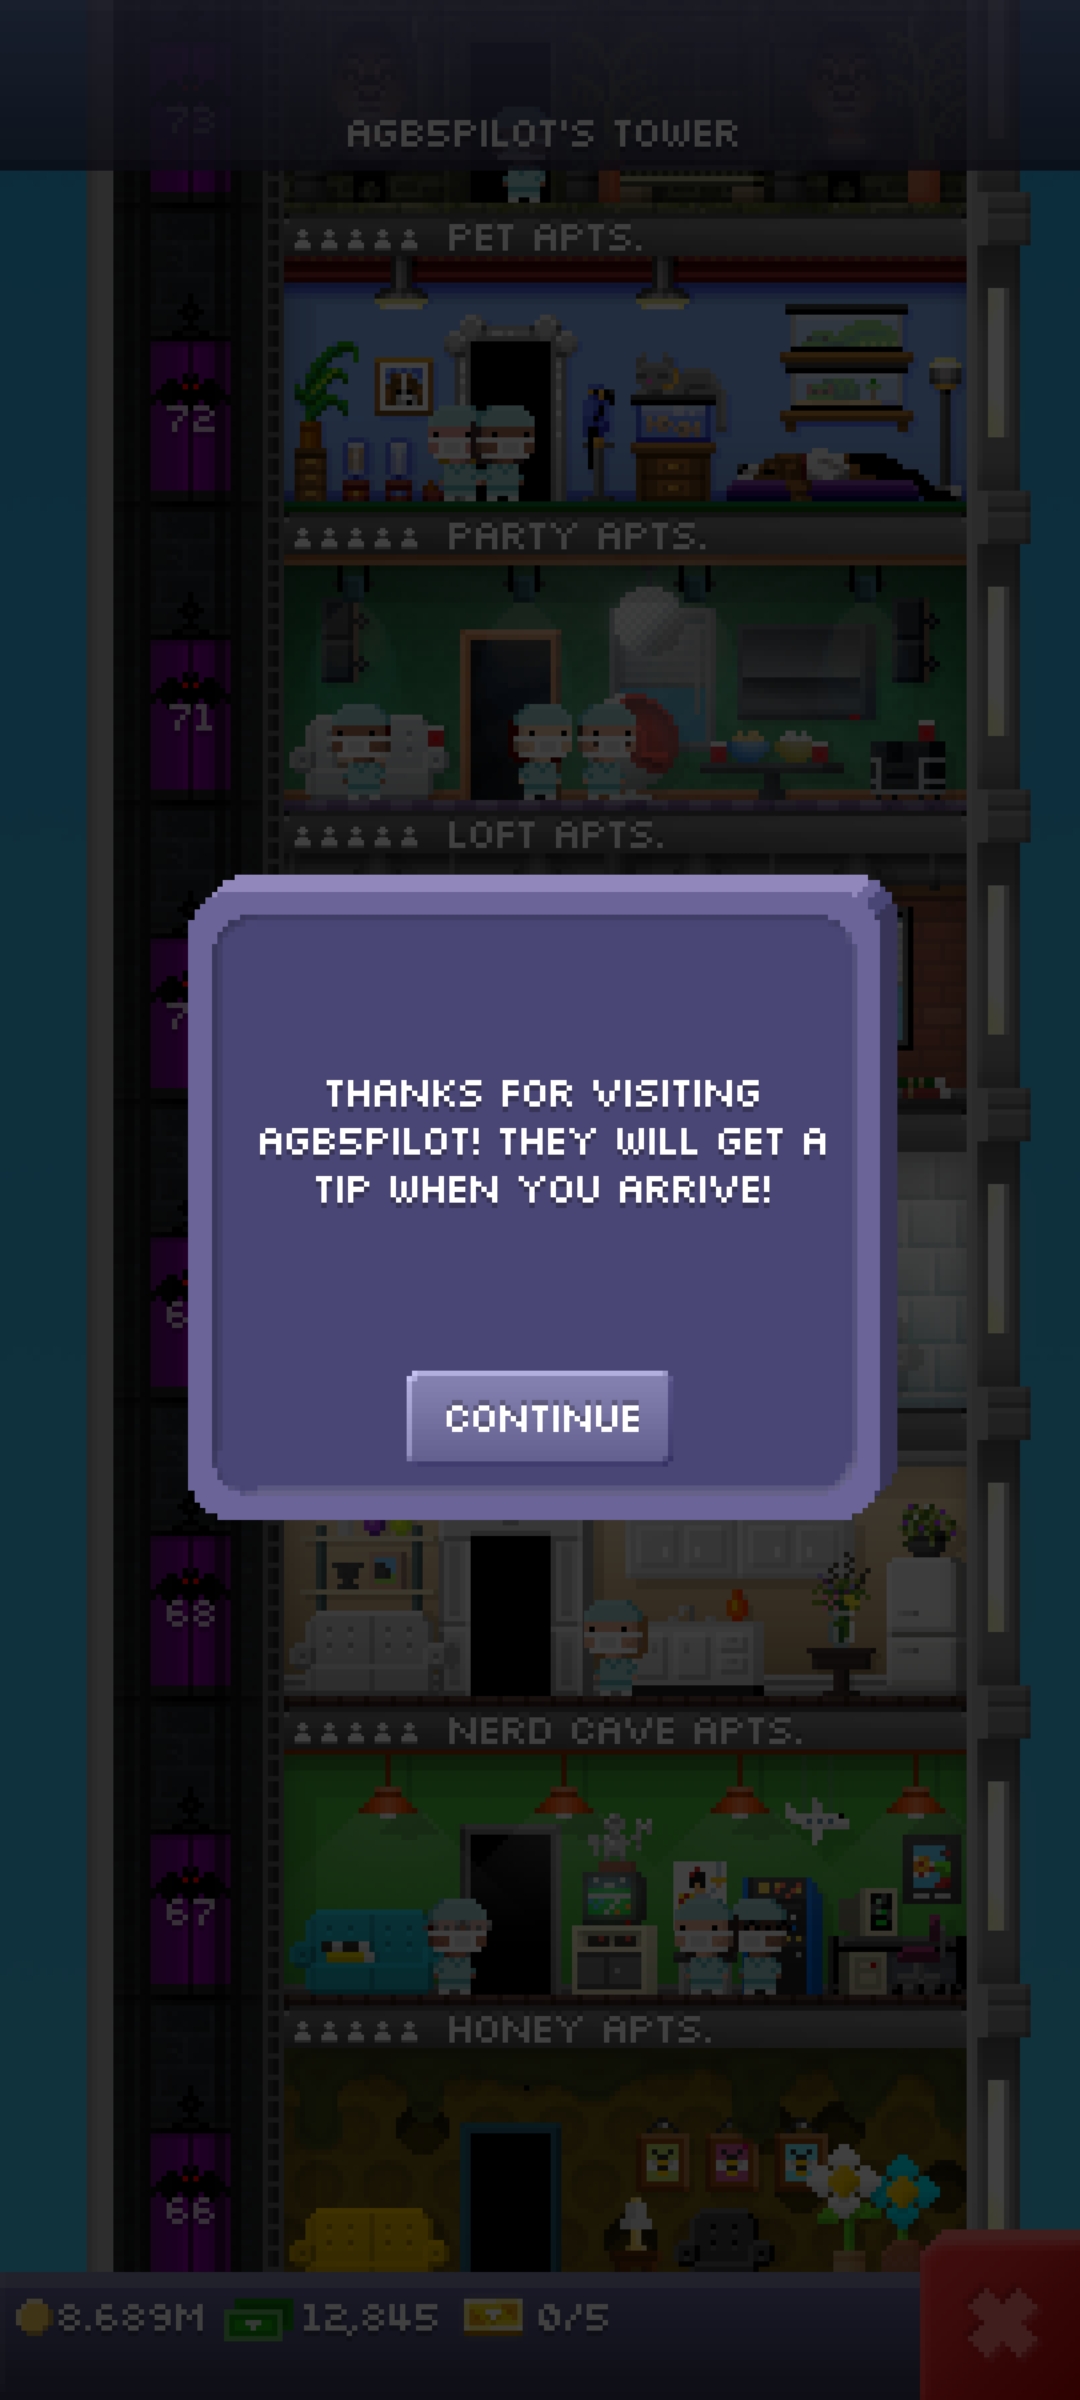 73
AGB5PILOT'S TOWER
PET APTS.
72
PARTY APTS.
71
LOFT APTS.
THANKS FOR VISITING
AGB5PILOT! THEY WILL GET A
TIP WHEN YOU ARRIVE!
CONTINUE
68
NERD CAVE APTS.
67
HONEY APTS.
66
8.689M 12,845 0/5